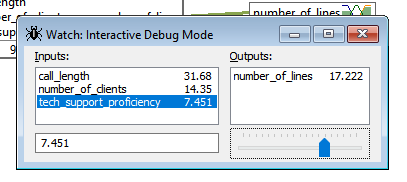 number_of_lines
Watch: Interactive Debug Mode
Inputs:
call_length 31.68
number_of_clients 14.35
tech_support_proficiency 7.451
7.451
Outputs:
number_of_lines 17.222